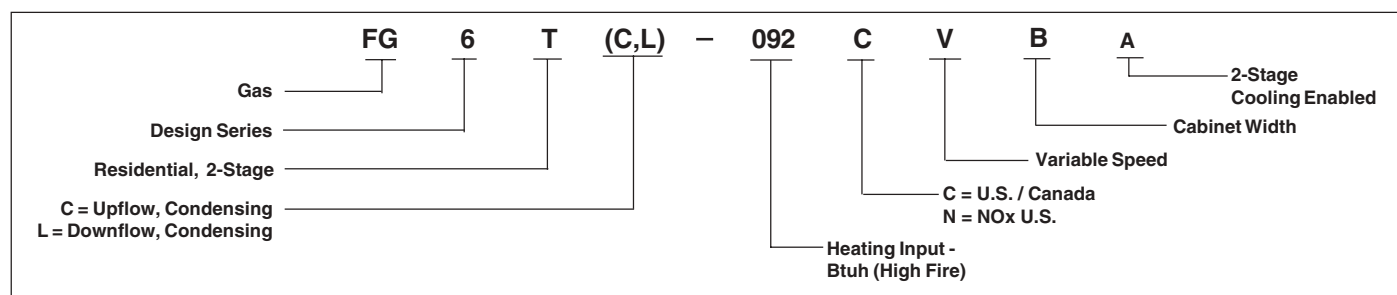 FG 6 T (C,L) – 092 C V B A
Gas
Design Series
Residential, 2-Stage
C = Upflow, Condensing
L = Downflow, Condensing
2-Stage
Cooling Enabled
Cabinet Width
Variable Speed
C = U.S. / Canada
N = NOx U.S.
Heating Input -
Btuh (High Fire)